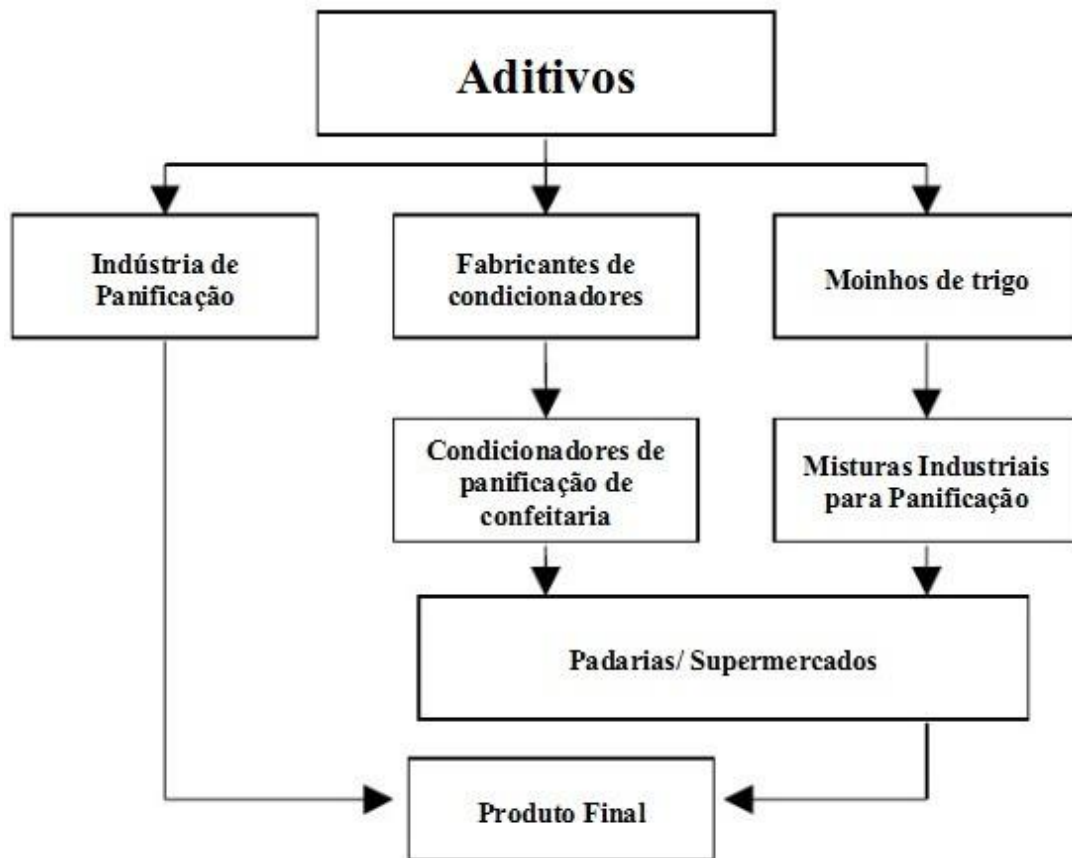 Aditivos
Indústria de
Panificação
Fabricantes de
condicionadores
Moinhos de trigo
Condicionadores de
panificação de
confeitaria
Misturas Industriais
para Panificação
Padarias/ Supermercados
Produto Final